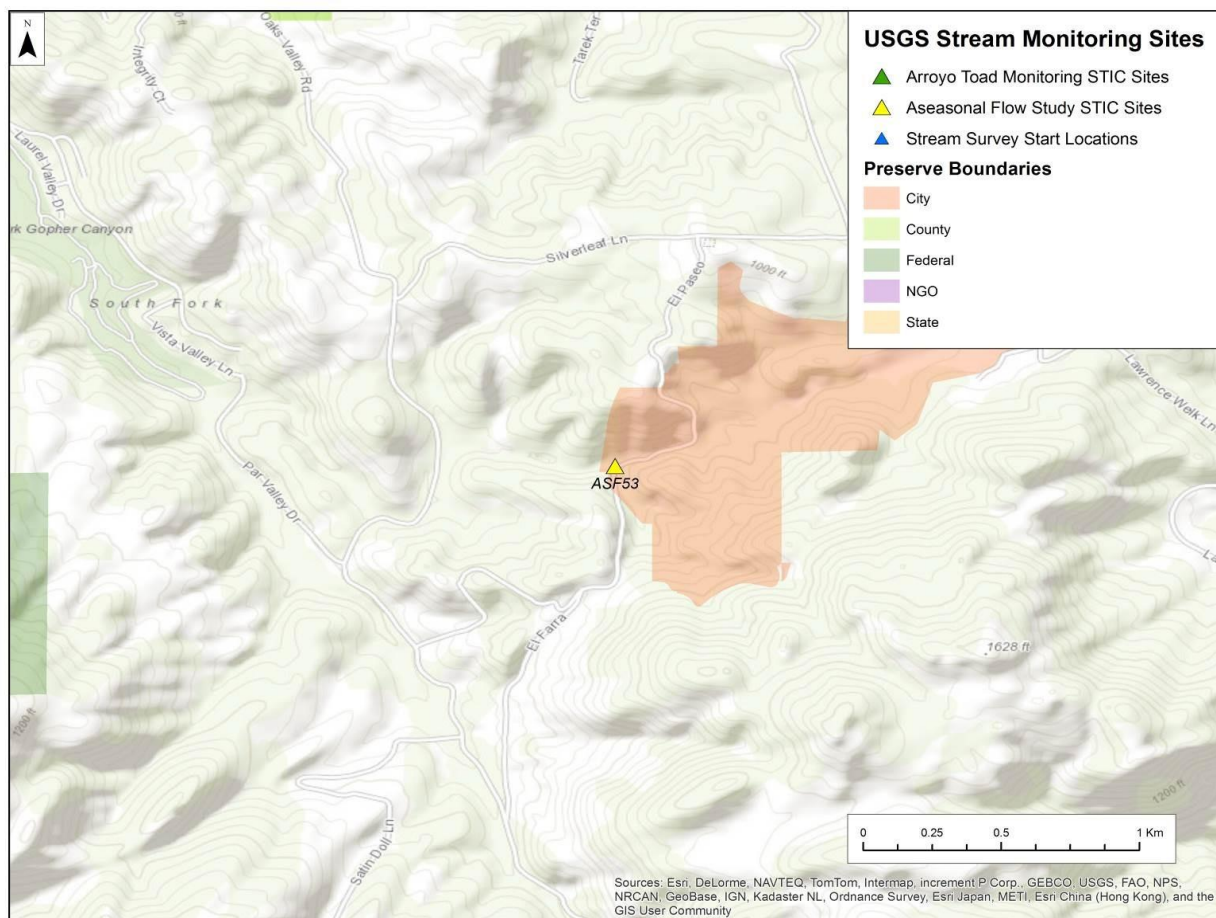 N
1000 ft
Integrity Ct
Oaks Valley Rd
Tarek Ter
USGS Stream Monitoring Sites
Arroyo Toad Monitoring STIC Sites
Aseasonal Flow Study STIC Sites
Stream Survey Start Locations
Preserve Boundaries
City
County
Federal
NGO
State
Laurel Valley Dr
rk Gopher Canyon
South Fork
Vista Valley Ln
Silverleaf Ln
El Paseo
1000 ft
Lawrence Welk Ln
Par Valley Dr
ASF53
La
El Farra
1628 ft
1200 ft
1200 ft
Satin Doll Ln
0 0.25 0.5 1 Km
Sources: Esri, DeLorme, NAVTEQ, TomTom, Intermap, increment P Corp., GEBCO, USGS, FAO, NPS,
NRCAN, GeoBase, IGN, Kadaster NL, Ordnance Survey, Esri Japan, METI, Esri China (Hong Kong), and the
GIS User Community